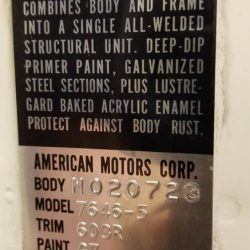 COMBINES BODY AND FRAME
INTO A SINGLE ALL-WELDED
STRUCTURAL UNIT. DEEP-DIP
PRIMER PAINT, GALVANIZED
STEEL SECTIONS, PLUS LUSTRE-
GARD BAKED ACRYLIC ENAMEL
PROTECT AGAINST BODY RUST.
AMERICAN MOTORS CORP.
BODY
MODEL 7646-5
TRIM 603R
PAINT